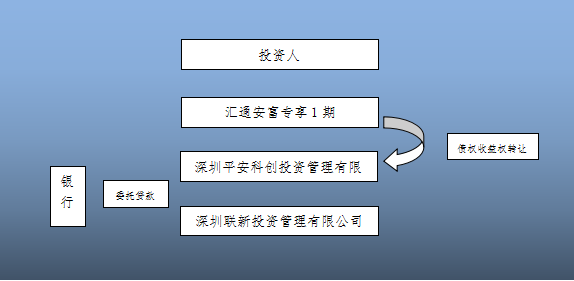 投资人
汇通安富专享1期
债权收益权转让
深圳平安科创投资管理有限
银
行
委托贷款
深圳联新投资管理有限公司